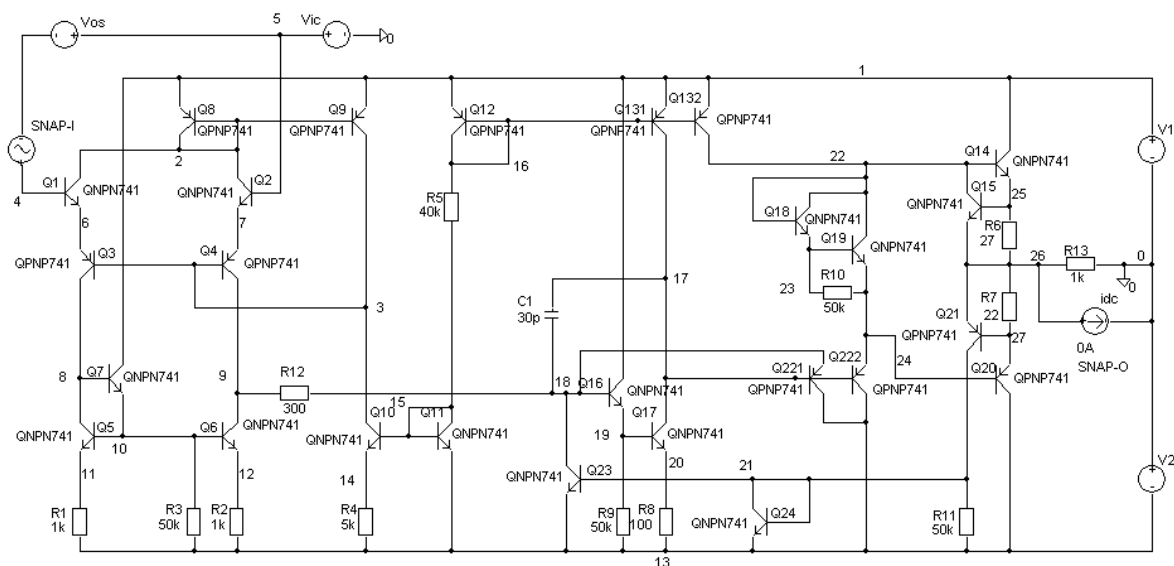 5
Vos
Vic
0
1
Q8
Q9
Q12
Q131
Q132
SNAP-I
QPNP741
QPNP741
QPNP741
QPNP741
QPNP741
V1
2
16
22
Q14
Q1
QNPN741
Q2
QNPN741
QNPN741
4
R5
40k
Q15
25
6
7
Q18
QNPN741
QNPN741
R6
27
Q3
Q4
Q19
QNPN741
26
R13
1k
0
0
QPNP741
QPNP741
R10
50k
17
23
C1
30p
3
R7
22
idc
Q21
QPNP741
27
0A
SNAP-O
24
Q7
QNPN741
8
9
R12
300
18
Q16
QNPN741
Q221
Q222
QPNP741
Q20
QPNP741
15
Q5
QNPN741
QNPN741
Q6
Q10
Q11
Q17
QNPN741
QNPN741
QNPN741
10
19
11
12
14
20
21
V2
QNPN741
Q23
R1
1k
R3
50k
R2
1k
R4
5k
R9
50k
R8
100
QNPN741
Q24
R11
50k
13